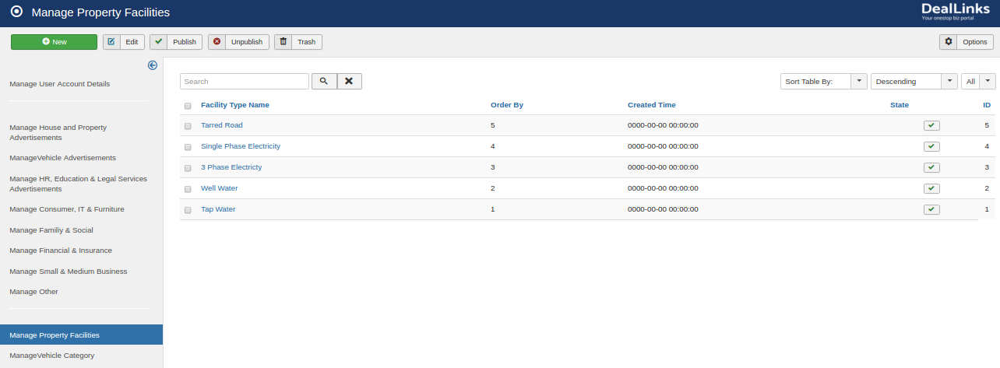 Manage Property Facilities
DealLinks
Your onestop biz portal
New
Edit
Publish
Unpublish
Trash
Options
Manage User Account Details
Manage House and Property
Advertisements
ManageVehicle Advertisements
Manage HR, Education & Legal Services
Advertisements
Manage Consumer, IT & Furniture
Manage Familiy & Social
Manage Financial & Insurance
Manage Small & Medium Business
Manage Other
Manage Property Facilities
ManageVehicle Category
Search
Sort Table By:
Descending
All
Facility Type Name Order By Created Time State ID
Tarred Road 5 0000-00-00 00:00:00 5
Single Phase Electricity 4 0000-00-00 00:00:00 4
3 Phase Electricty 3 0000-00-00 00:00:00 3
Well Water 2 0000-00-00 00:00:00 2
Tap Water 1 0000-00-00 00:00:00 1